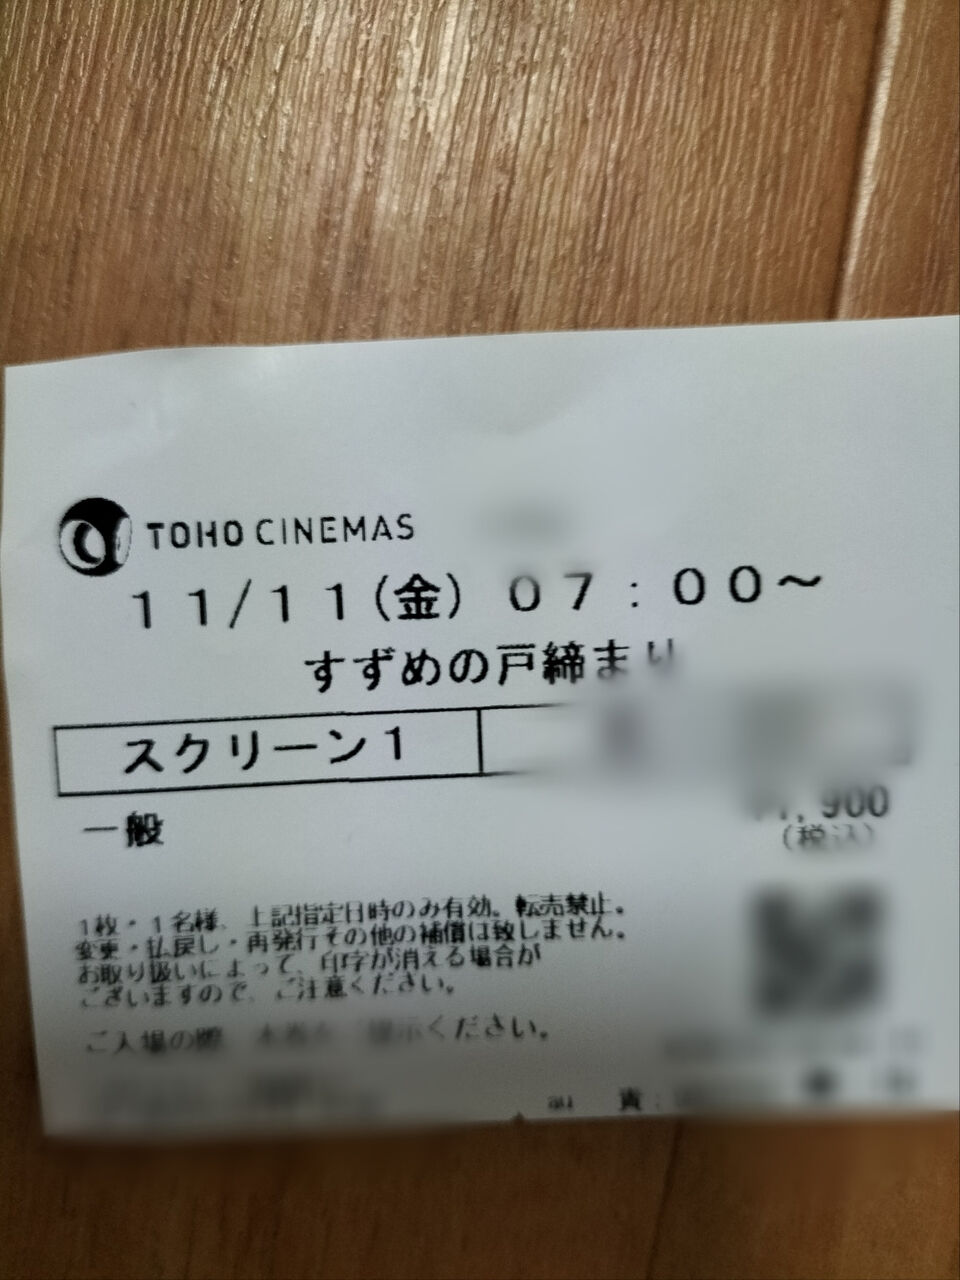 TOHO CINEMAS
11/11(金) 07:00~
すずめの戸締まり
スクリーン1
一般
900
(税込)
1枚・1名様、上記指定日時のみ有効。転売禁止。
変更・払戻し・再発行その他の補償は致しません。
お取り扱いによって、印字が消える場合が
ございますので、ご注意ください。
ご入場の際 ください。
au 責: